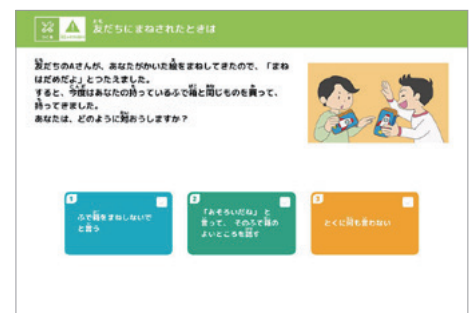 友だちにまねされたときは
友だちのAさんが、あなたがかいた絵をまねしてきたので、「まね
はだめだよ」とつたえました。
すると、今度はあなたの持っているふで箱と同じものを買って、
持ってきました。
あなたは、どのように対おうしますか？
1
ふで箱をまねしないで
と言う
2
「おそろいだね」と
言って、そのふで箱の
よいところを話す
3
とくに何も言わない